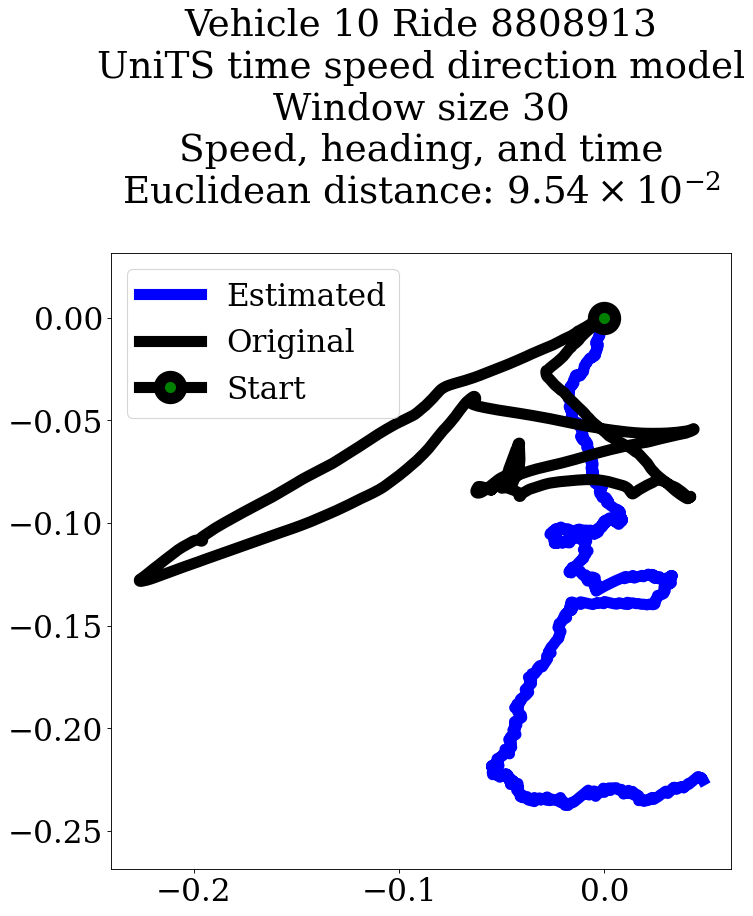 Vehicle 10 Ride 8808913
UniTS time speed direction model
Window size 30
Speed, heading, and time
Euclidean distance: 9.54 × 10⁻²
Estimated
Original
Start
0.00
−0.05
−0.10
−0.15
−0.20
−0.25
−0.2
−0.1
0.0